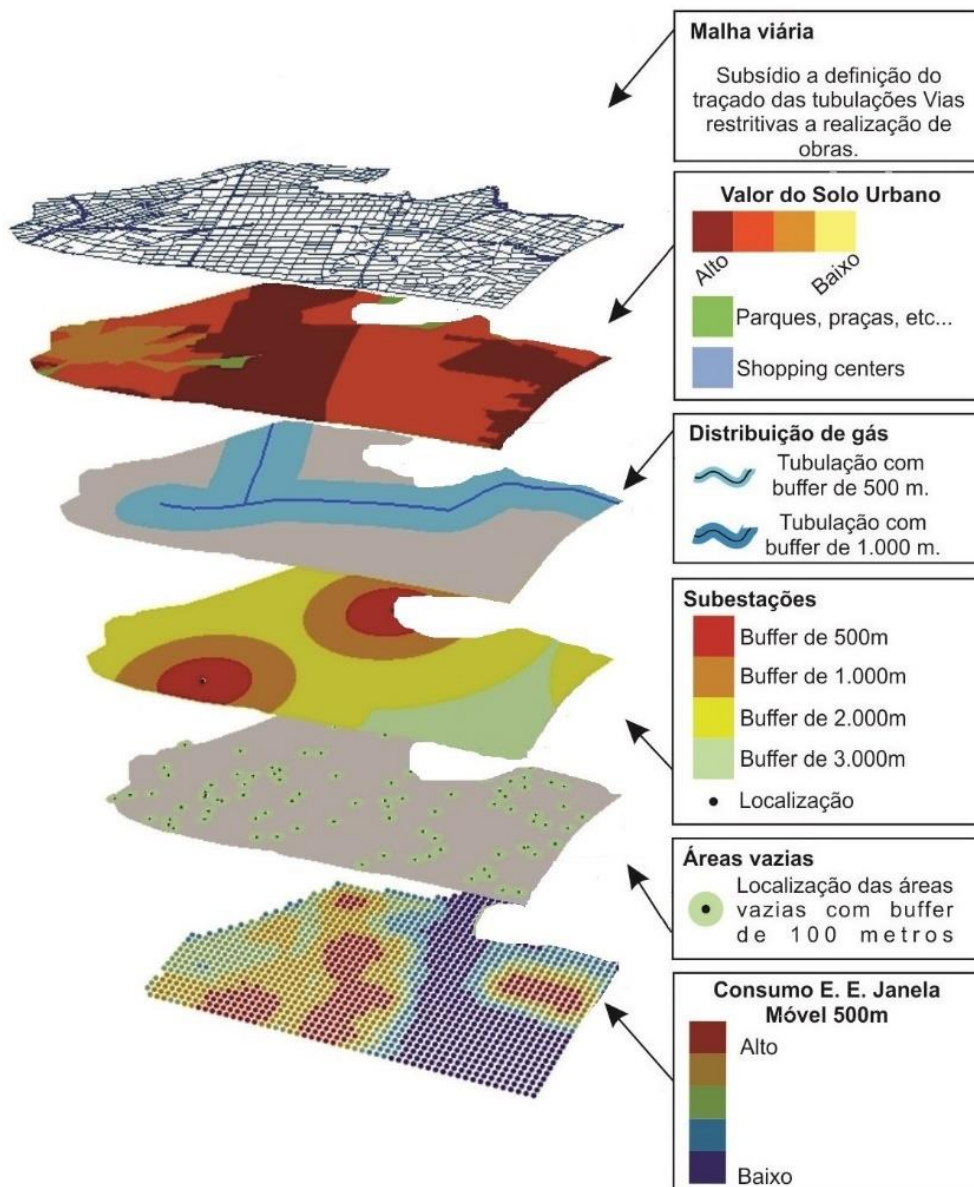 Malha viária
Subsídio a definição do
traçado das tubulações Vias
restritivas a realização de
obras.
Valor do Solo Urbano
Alto
Baixo
Parques, praças, etc...
Shopping centers
Distribuição de gás
Tubulação com
buffer de 500 m.
Tubulação com
buffer de 1.000 m.
Subestações
Buffer de 500m
Buffer de 1.000m
Buffer de 2.000m
Buffer de 3.000m
Localização
Áreas vazias
Localização das áreas
vazias com buffer
de 100 metros
Consumo E. E. Janela
Móvel 500m
Alto
Baixo